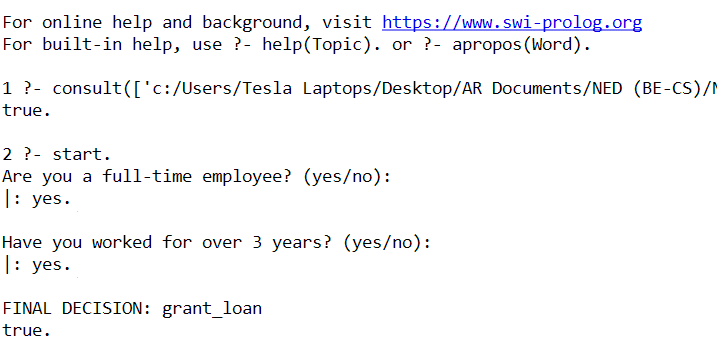 For online help and background, visit https://www.swi-prolog.org
For built-in help, use ?- help(Topic). or ?- apropos(Word).
1 ?- consult(['c:/Users/Tesla Laptops/Desktop/AR Documents/NED (BE-CS)/
true.
2 ?- start.
Are you a full-time employee? (yes/no):
|: yes.
Have you worked for over 3 years? (yes/no):
|: yes.
FINAL DECISION: grant_loan
true.